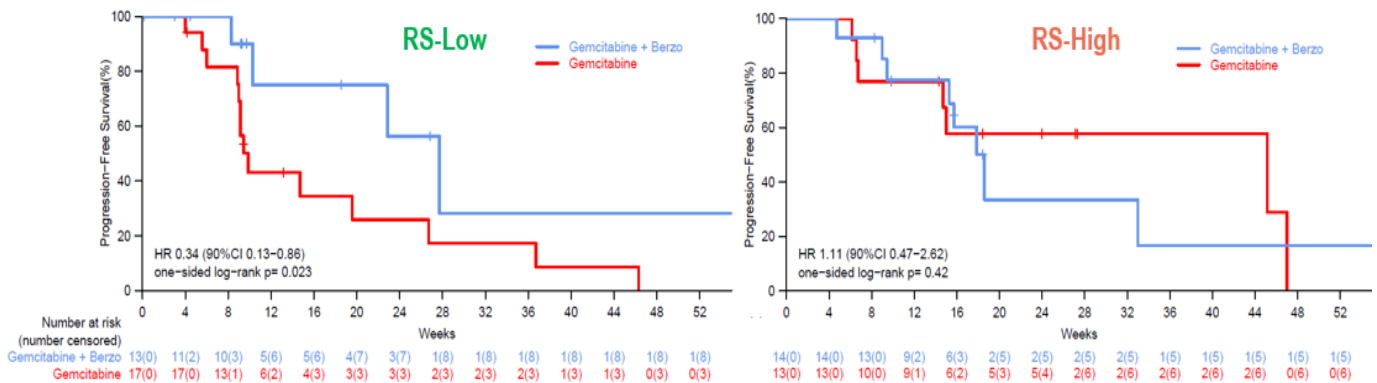 RS-Low
Gemcitabine + Berzo
Gemcitabine
Progression-Free Survival(%)
100
80
60
40
20
0
HR 0.34 (90%CI 0.13-0.86)
one-sided log-rank p= 0.023
0 4 8 12 16 20 24 28 32 36 40 44 48 52
Weeks
RS-High
Gemcitabine + Berzo
Gemcitabine
Progression-Free Survival(%)
100
80
60
40
20
0
HR 1.11 (90%CI 0.47-2.62)
one-sided log-rank p= 0.42
0 4 8 12 16 20 24 28 32 36 40 44 48 52
Weeks
Number at risk
(number censored)
Gemcitabine + Berzo 13(0) 11(2) 10(3) 5(6) 5(6) 4(7) 3(7) 1(8) 1(8) 1(8) 1(8) 1(8) 1(8) 1(8)
Gemcitabine 17(0) 17(0) 13(1) 6(2) 4(3) 3(3) 3(3) 2(3) 2(3) 2(3) 1(3) 1(3) 0(3) 0(3)
14(0) 14(0) 13(0) 9(2) 6(3) 2(5) 2(5) 2(5) 2(5) 1(5) 1(5) 1(5) 1(5) 1(5)
13(0) 13(0) 10(0) 9(1) 6(2) 5(3) 5(4) 2(6) 2(6) 2(6) 2(6) 2(6) 0(6) 0(6)